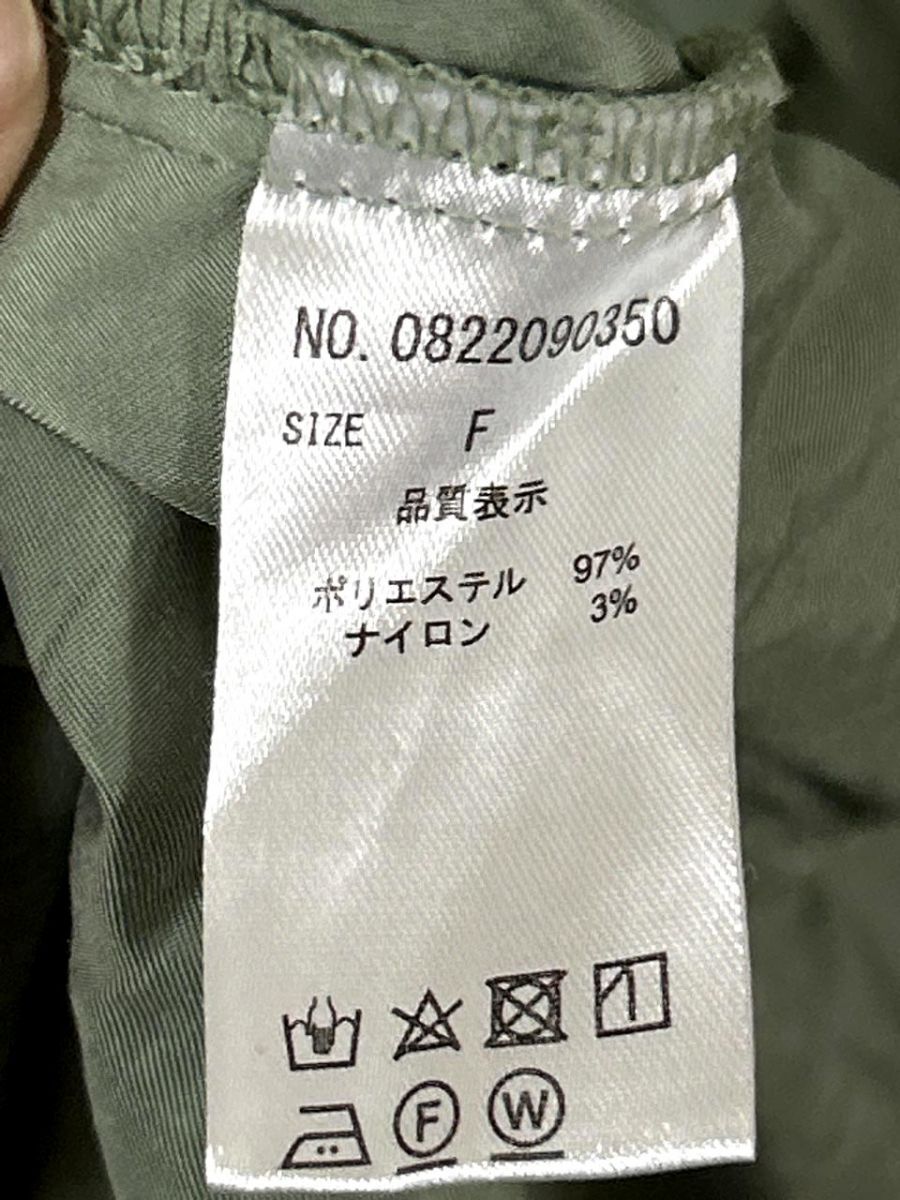 NO. 0822090350
SIZE F
品質表示
ポリエステル 97%
ナイロン 3%
F W